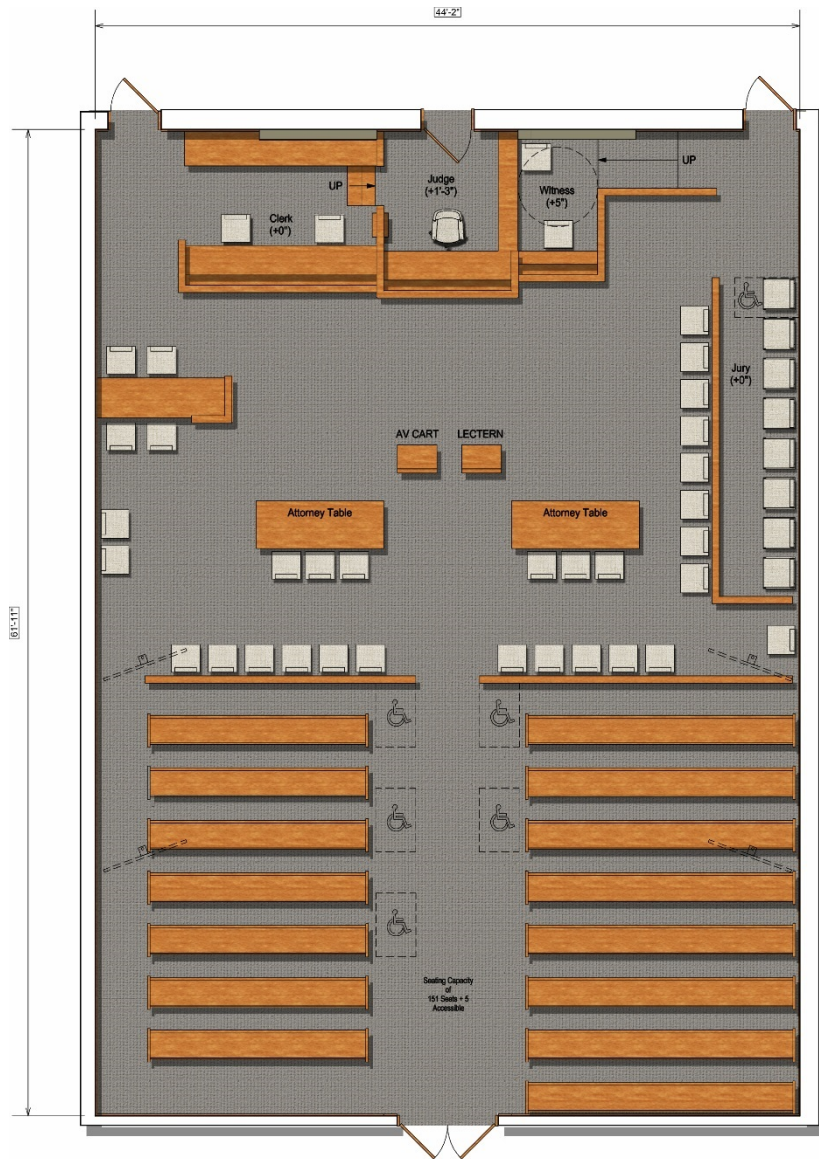 44'-2"
UP
Judge
(+1'-3")
UP
Witness
(+5")
Clerk
(+0")
Jury
(+0")
AV CART
LECTERN
Attorney Table
Attorney Table
61'-11"
Seating Capacity
of
151 Seats + 5
Accessible